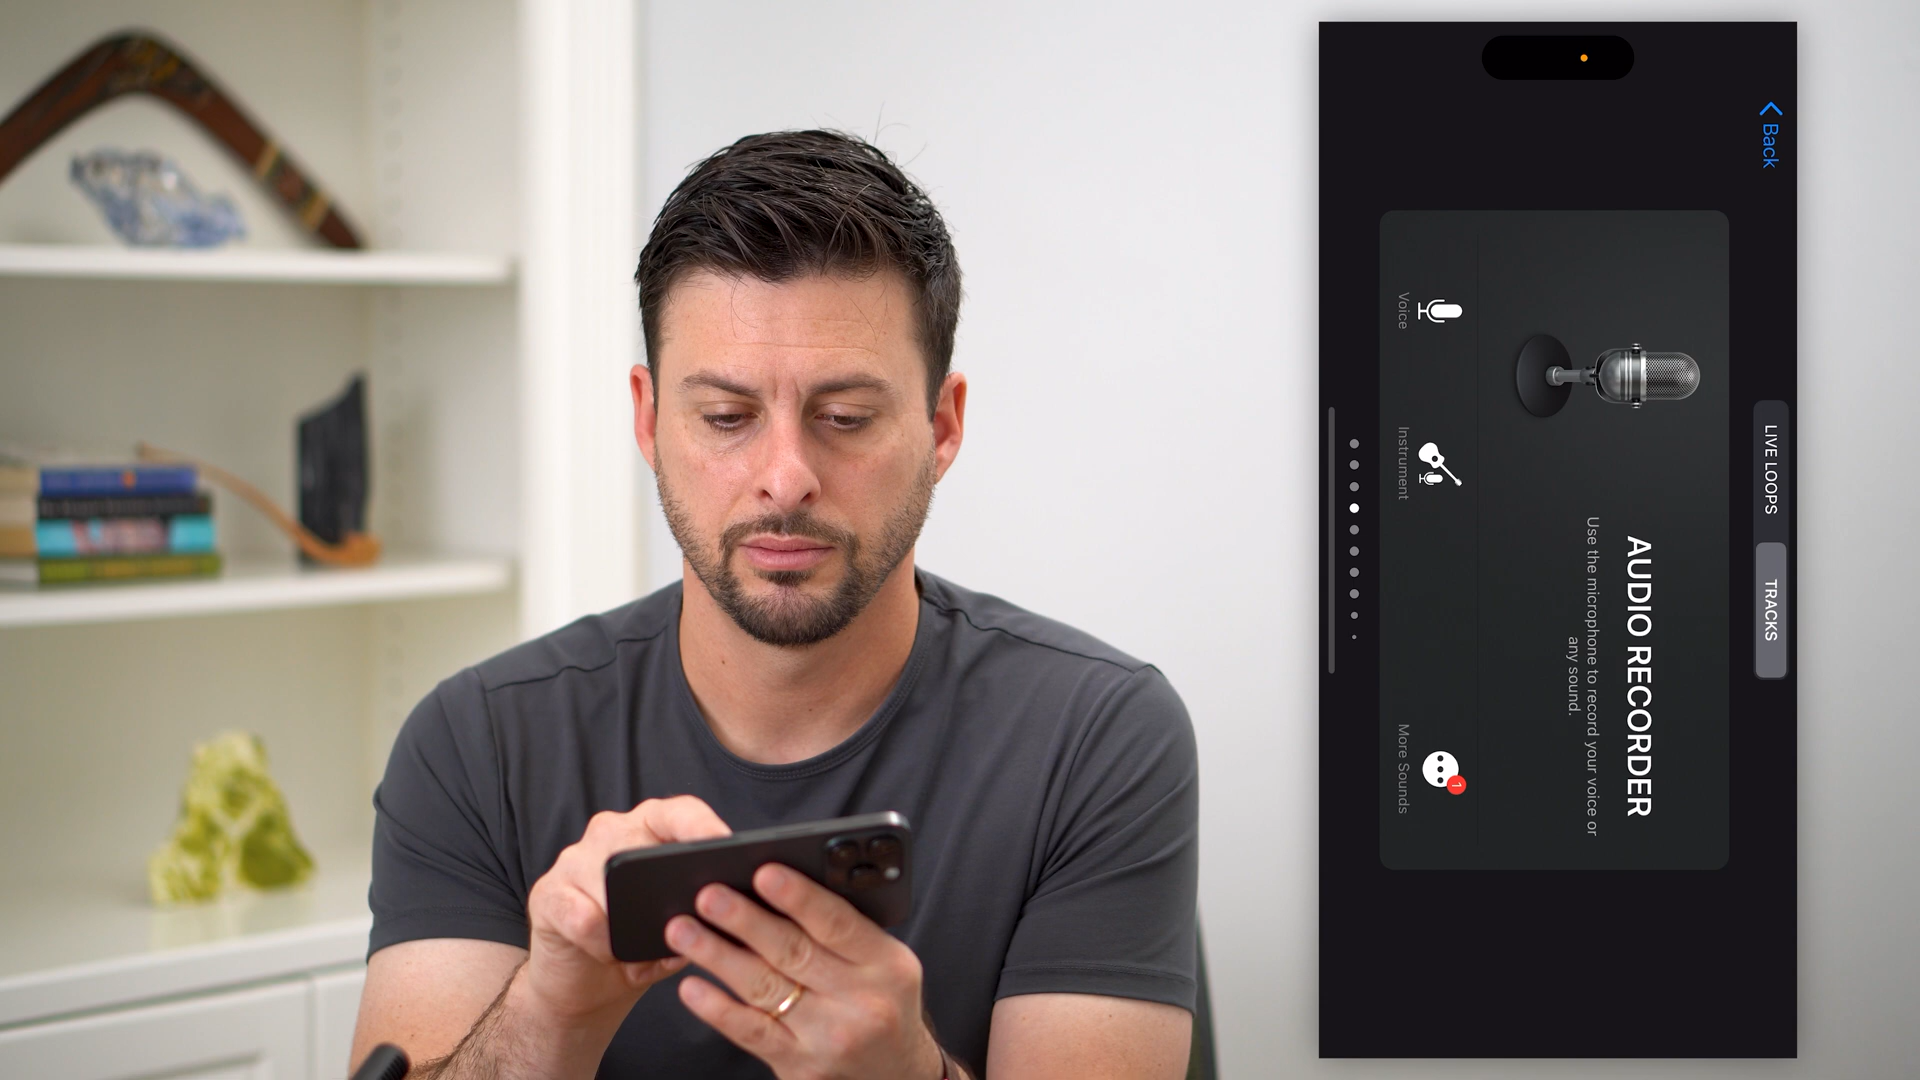 Back
LIVE LOOPS
TRACKS
AUDIO RECORDER
Use the microphone to record your voice or
any sound.
Voice
Instrument
More Sounds
1